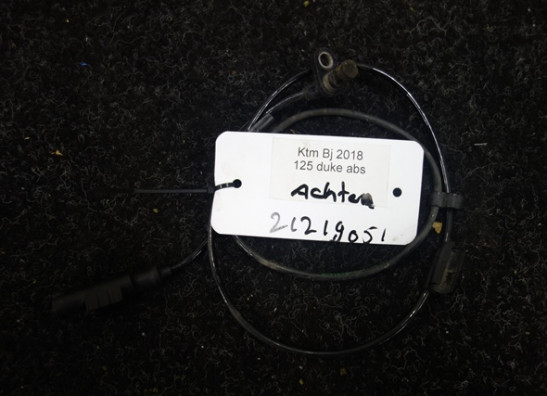 Ktm Bj 2018
125 duke abs
Achter
21219051